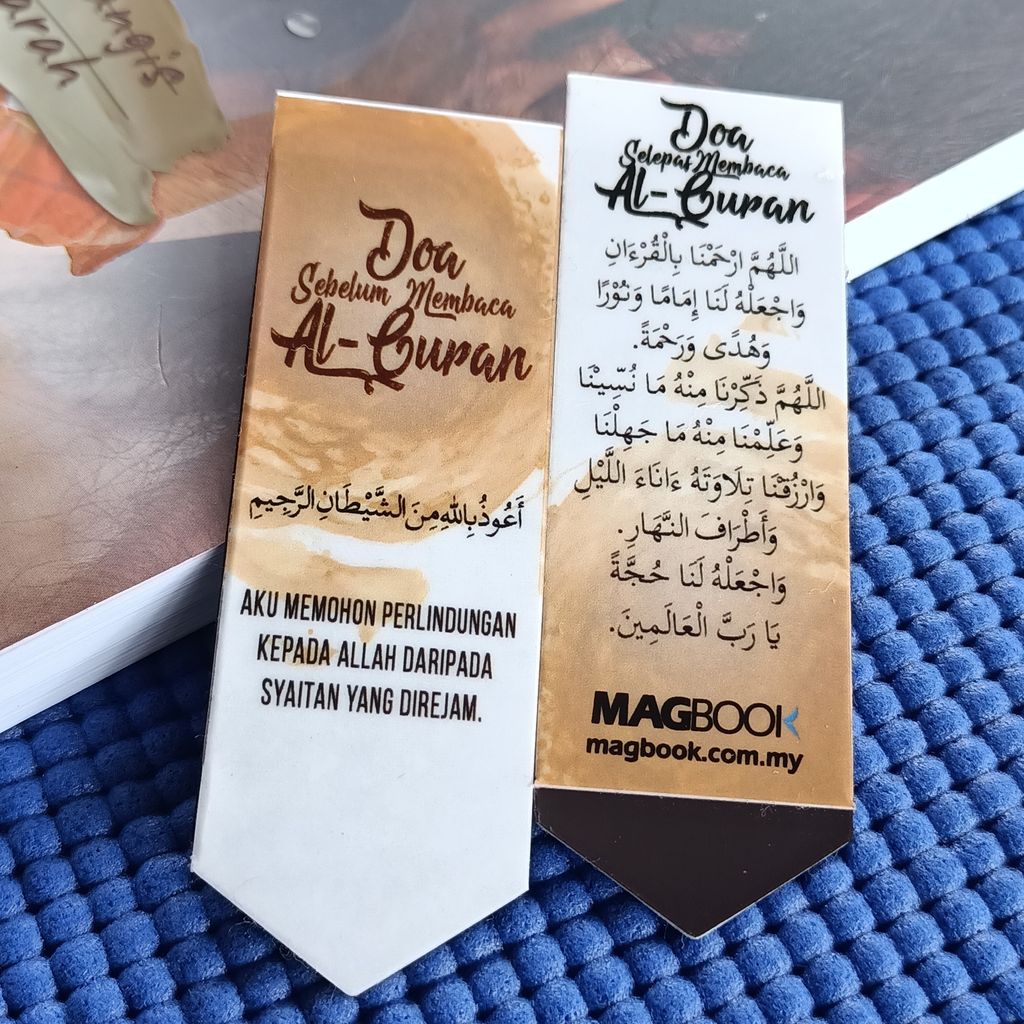 angis
arah
Doa
Sebelum Membaca
Al-Quran
أَعُوذُ بِاللهِ مِنَ الشَّيْطَانِ الرَّجِيمِ
AKU MEMOHON PERLINDUNGAN
KEPADA ALLAH DARIPADA
SYAITAN YANG DIREJAM.
Doa
Selepas Membaca
Al-Quran
اللَّهُمَّ ارْحَمْنَا بِالْقُرْءَانِ
وَاجْعَلْهُ لَنَا إِمَامًا وَنُوْرًا
وَهُدًى وَرَحْمَةً.
اللَّهُمَّ ذَكِّرْنَا مِنْهُ مَا نُسِّيْنَا
وَعَلِّمْنَا مِنْهُ مَا جَهِلْنَا
وَارْزُقْنَا تِلَاوَتَهُ ءَانَاءَ اللَّيْلِ
وَأَطْرَافَ النَّهَارِ.
وَاجْعَلْهُ لَنَا حُجَّةً
يَا رَبَّ الْعَالَمِينَ.
MAGBOOK
magbook.com.my